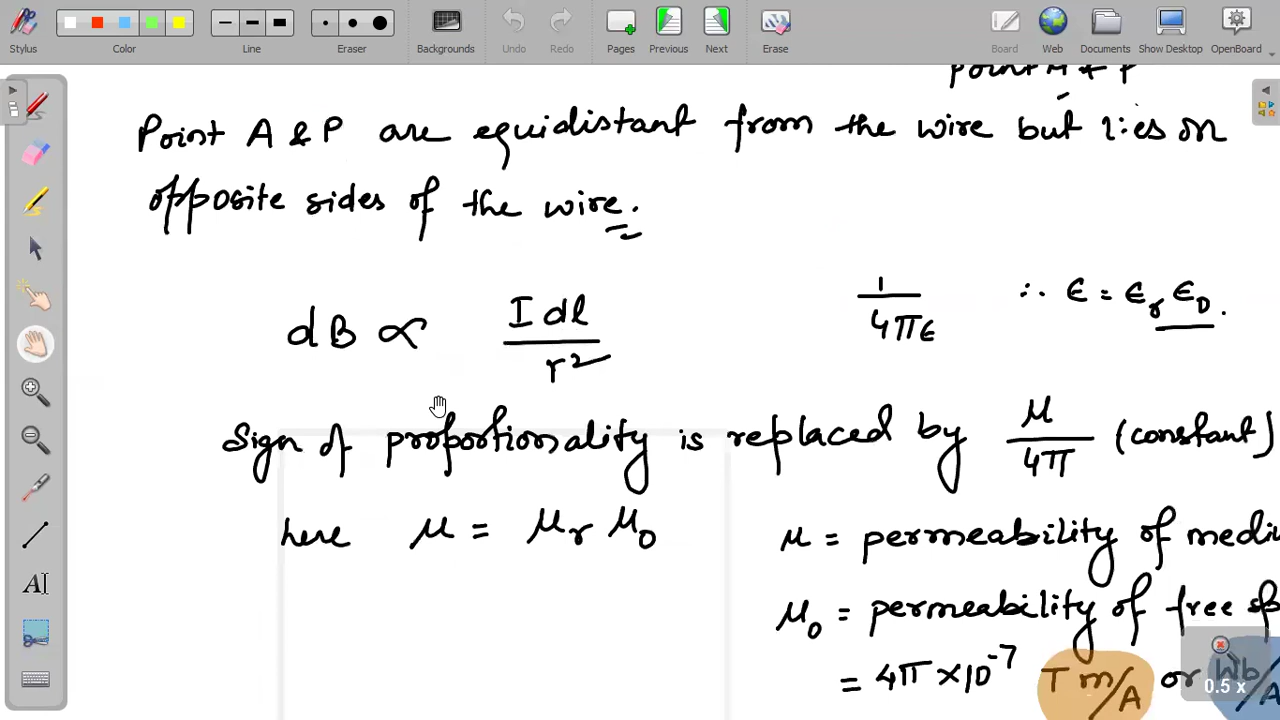 Stylus Color Line Eraser Backgrounds Undo Redo Pages Previous Next Erase Board Web Documents Show Desktop OpenBoard
Point A & P are equidistant from the wire but lies on
opposite sides of the wire.
dB ∝ I dl / r²
1 / 4πϵ ∴ ϵ = ϵr ϵ0.
Sign of proportionality is replaced by μ / 4π (constant)
here μ = μr μ0
μ = permeability of
μ0 = permeability of free
= 4π × 10⁻⁷ T m/A or Wb/A
0.5 x